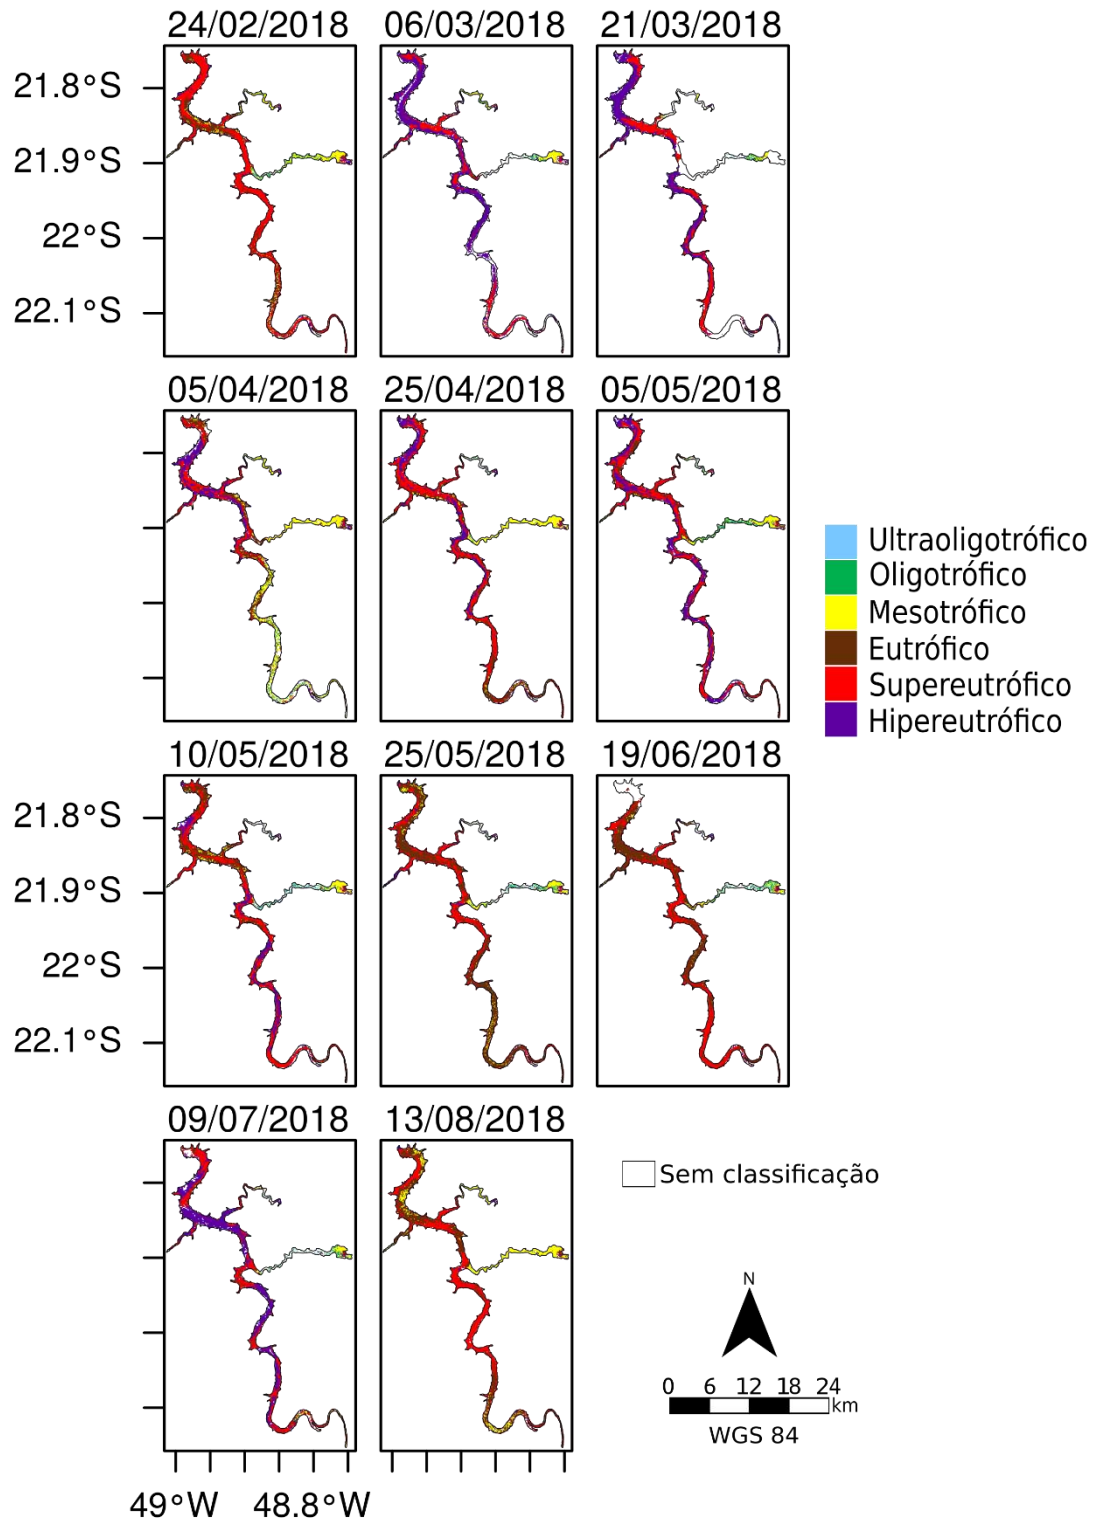 24/02/2018 06/03/2018 21/03/2018
21.8°S
21.9°S
22°S
22.1°S
05/04/2018 25/04/2018 05/05/2018
Ultraoligotrófico
Oligotrófico
Mesotrófico
Eutrófico
Supereutrófico
Hipereutrófico
10/05/2018 25/05/2018 19/06/2018
21.8°S
21.9°S
22°S
22.1°S
09/07/2018 13/08/2018
Sem classificação
N
0 6 12 18 24
km
WGS 84
49°W 48.8°W